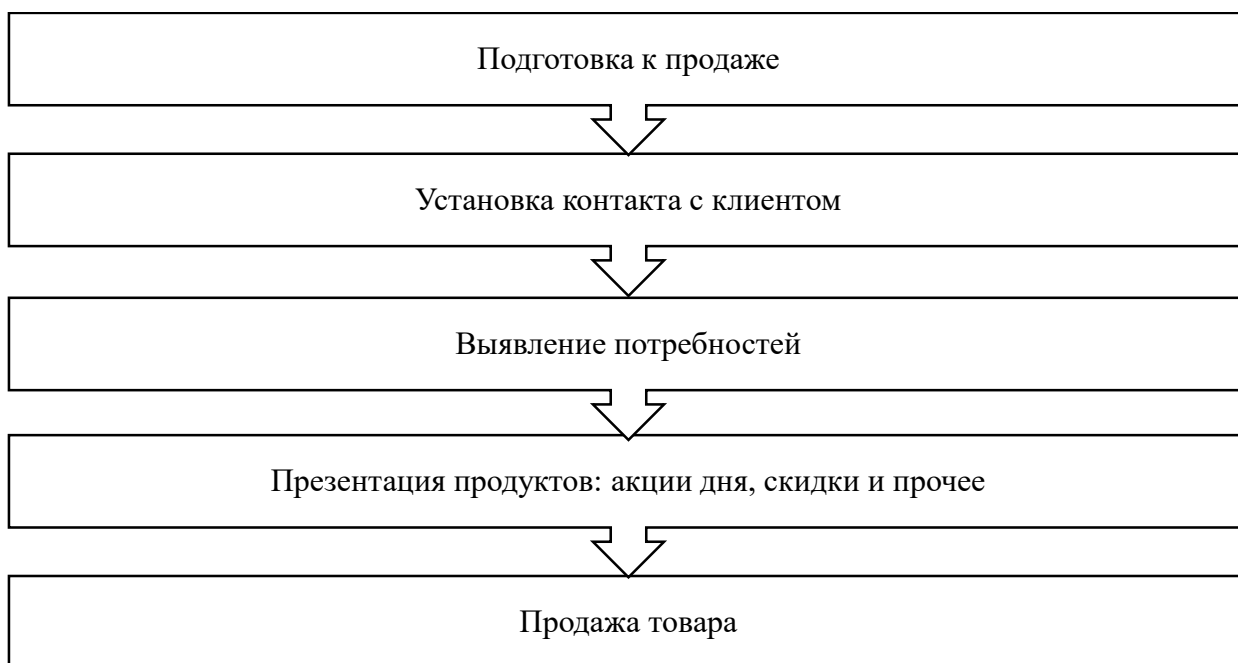 Подготовка к продаже
Установка контакта с клиентом
Выявление потребностей
Презентация продуктов: акции дня, скидки и прочее
Продажа товара